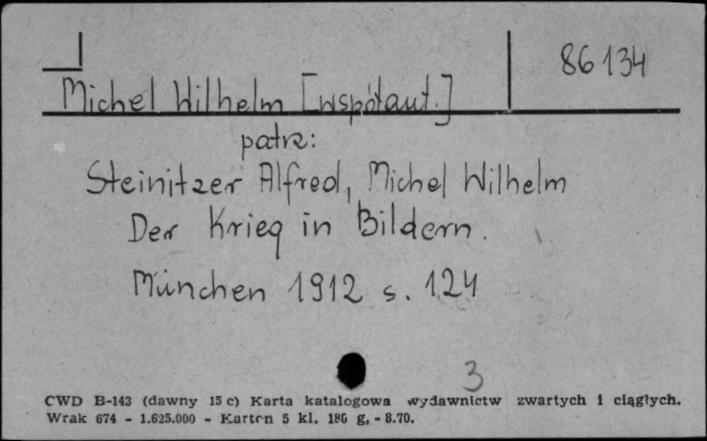 86134
Michel Wilhelm [współaut.]
patrz:
Steinitzer Alfred, Michel Wilhelm
Der Krieg in Bildern.
München 1912 s. 124
3
CWD B-143 (dawny 15 c) Karta katalogowa wydawnictw zwartych i ciągłych.
Wrak 674 - 1.625.000 - Karton 5 kl. 180 g. - 8.70.